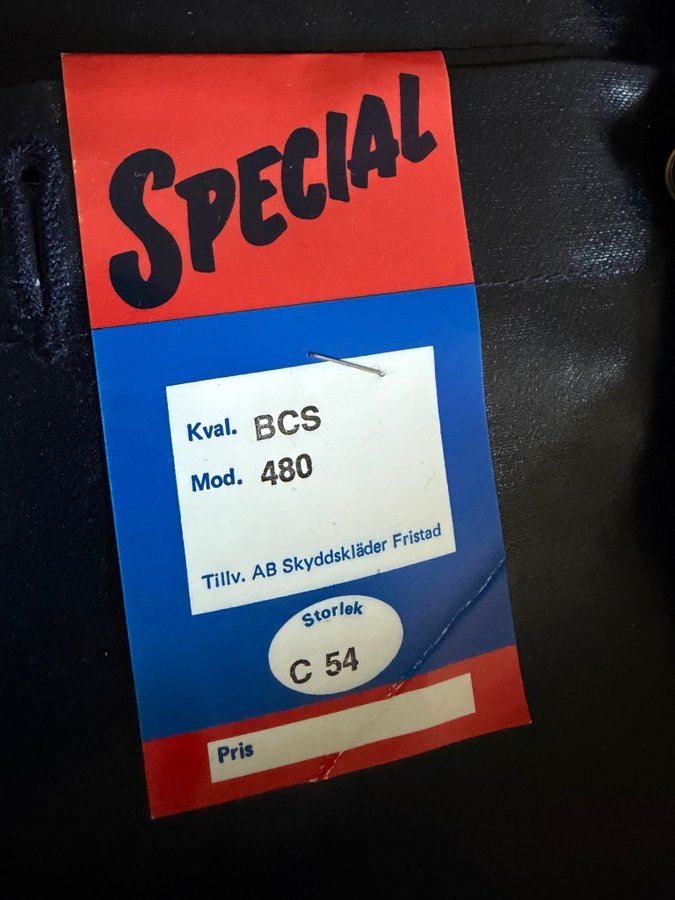 SPECIAL
Kval. BCS
Mod. 480
Tillv. AB Skyddskläder Fristad
Storlek
C 54
Pris